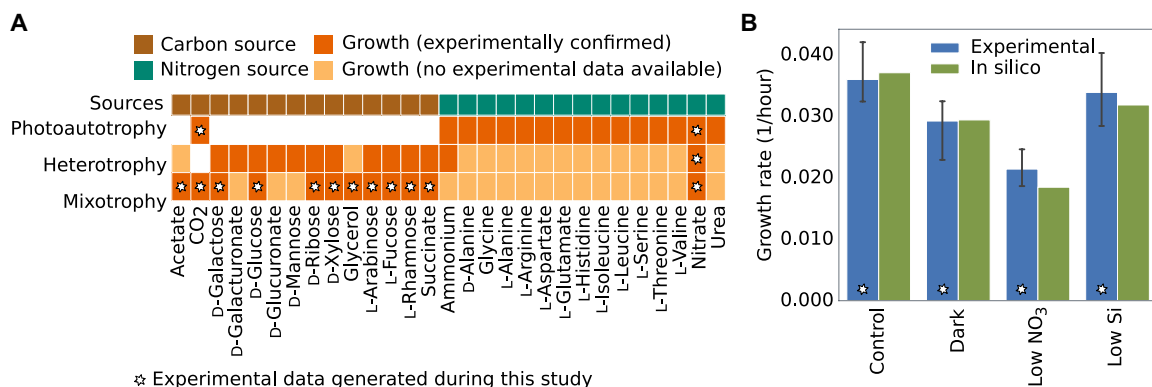 A
Carbon source
Growth (experimentally confirmed)
Nitrogen source
Growth (no experimental data available)
Sources
Photoautotrophy
Heterotrophy
Mixotrophy
Acetate
CO2
D-Galactose
D-Galacturonate
D-Glucose
D-Glucuronate
D-Mannose
D-Ribose
D-Xylose
Glycerol
L-Arabinose
L-Fucose
L-Rhamnose
Succinate
Ammonium
D-Alanine
Glycine
L-Alanine
L-Arginine
L-Aspartate
L-Glutamate
L-Histidine
L-Isoleucine
L-Leucine
L-Serine
L-Threonine
L-Valine
Nitrate
Urea
Experimental data generated during this study
B
Growth rate (1/hour)
0.040
0.030
0.020
0.010
0.000
Experimental
In silico
Control
Dark
Low NO₃
Low Si